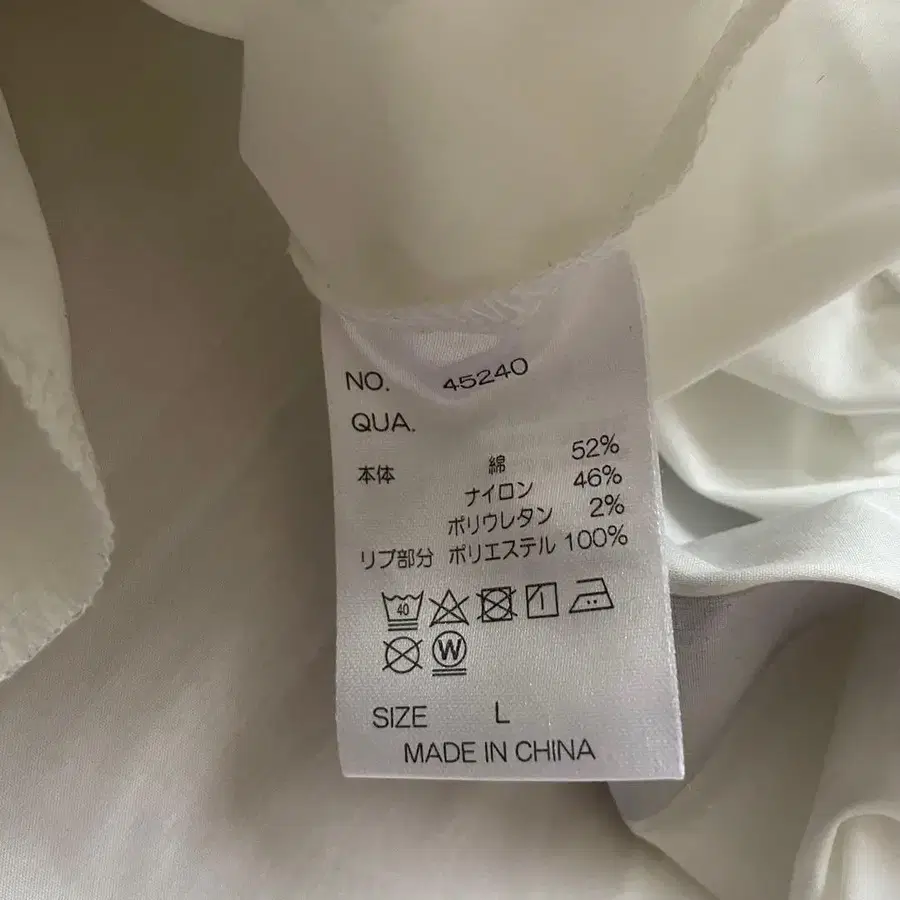 NO. 45240
QUA.
本体 綿 52%
ナイロン 46%
ポリウレタン 2%
リブ部分 ポリエステル 100%
40
W
SIZE L
MADE IN CHINA